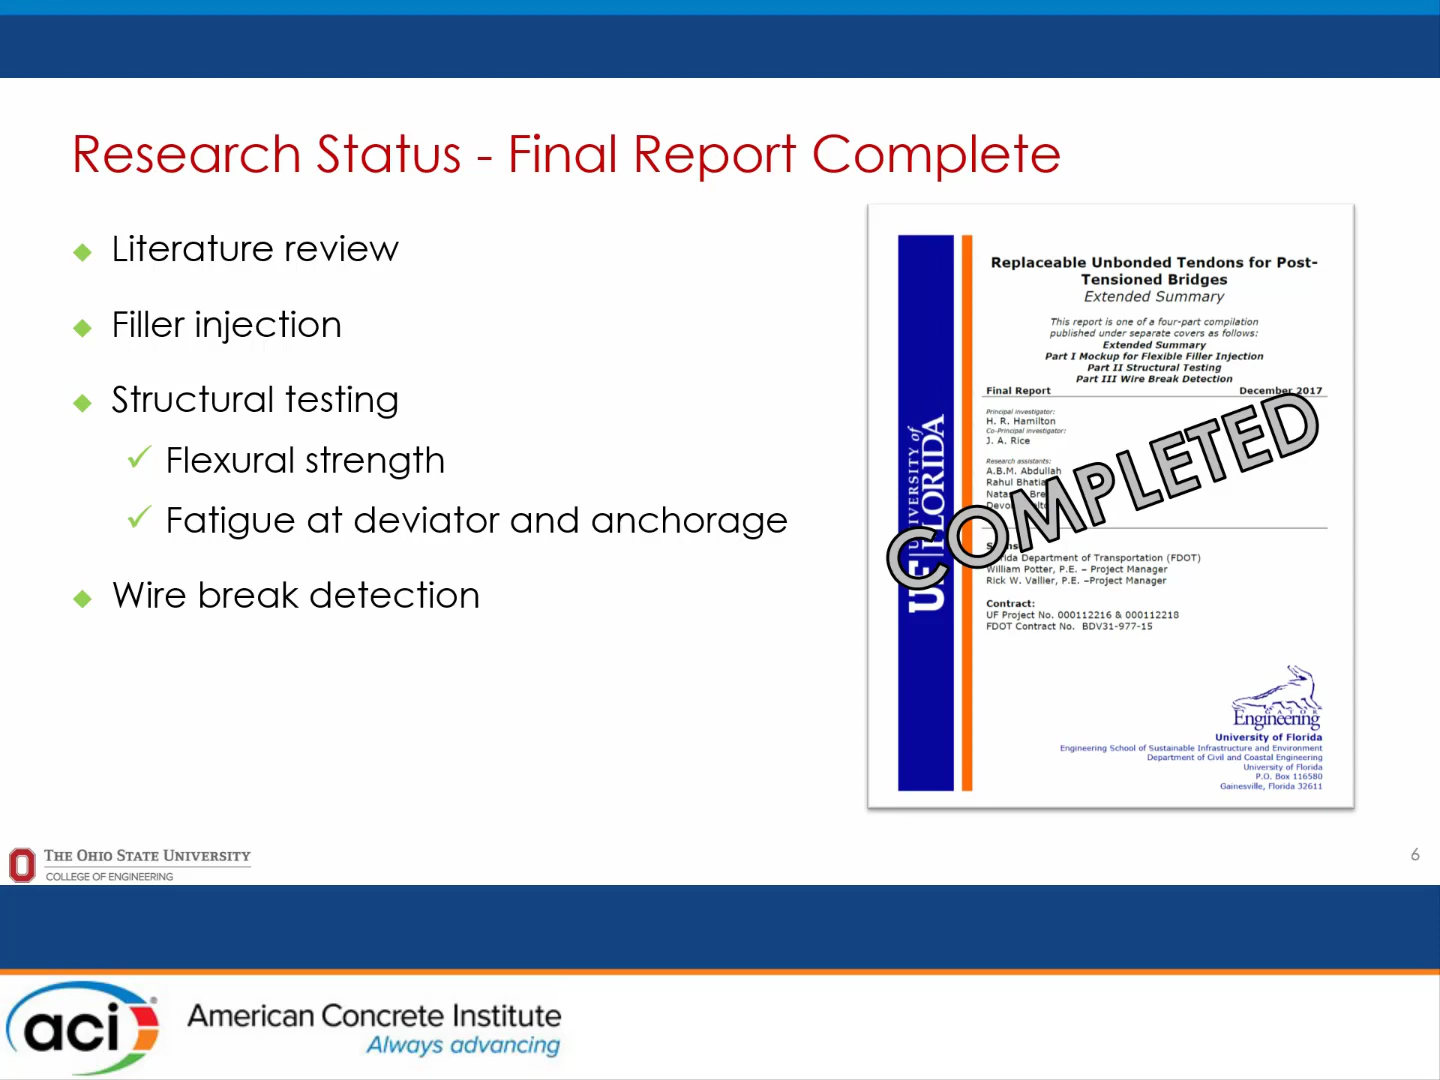 Research Status - Final Report Complete
Literature review
Filler injection
Structural testing
Flexural strength
Fatigue at deviator and anchorage
Wire break detection
Replaceable Unbonded Tendons for Post-
Tensioned Bridges
Extended Summary
This report is one of a four-part compilation
published under separate covers as follows:
Extended Summary
Part I Mockup for Flexible Filler Injection
Part II Structural Testing
Part III Wire Break Detection
Final Report December 2017
Principal investigator:
H. R. Hamilton
Co-Principal investigator:
J. A. Rice
Research assistants:
A.B.M. Abdullah
Rahul Bhatia
COMPLETED
Department of Transportation (FDOT)
William Potter, P.E. – Project Manager
Rick W. Vallier, P.E. –Project Manager
Contract:
UF Project No. 000112216 & 000112218
FDOT Contract No. BDV31-977-15
UF UNIVERSITY of
FLORIDA
GATOR
Engineering
University of Florida
Engineering School of Sustainable Infrastructure and Environment
Department of Civil and Coastal Engineering
University of Florida
P.O. Box 116580
Gainesville, Florida 32611
THE OHIO STATE UNIVERSITY
COLLEGE OF ENGINEERING
6
aci
American Concrete Institute
Always advancing